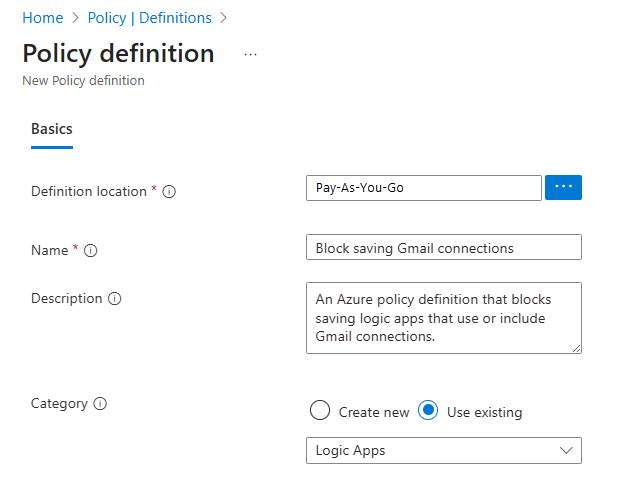 Home > Policy | Definitions >
Policy definition ...
New Policy definition
Basics
Definition location * Pay-As-You-Go ...
Name * Block saving Gmail connections
Description An Azure policy definition that blocks
saving logic apps that use or include
Gmail connections.
Category Create new Use existing
Logic Apps